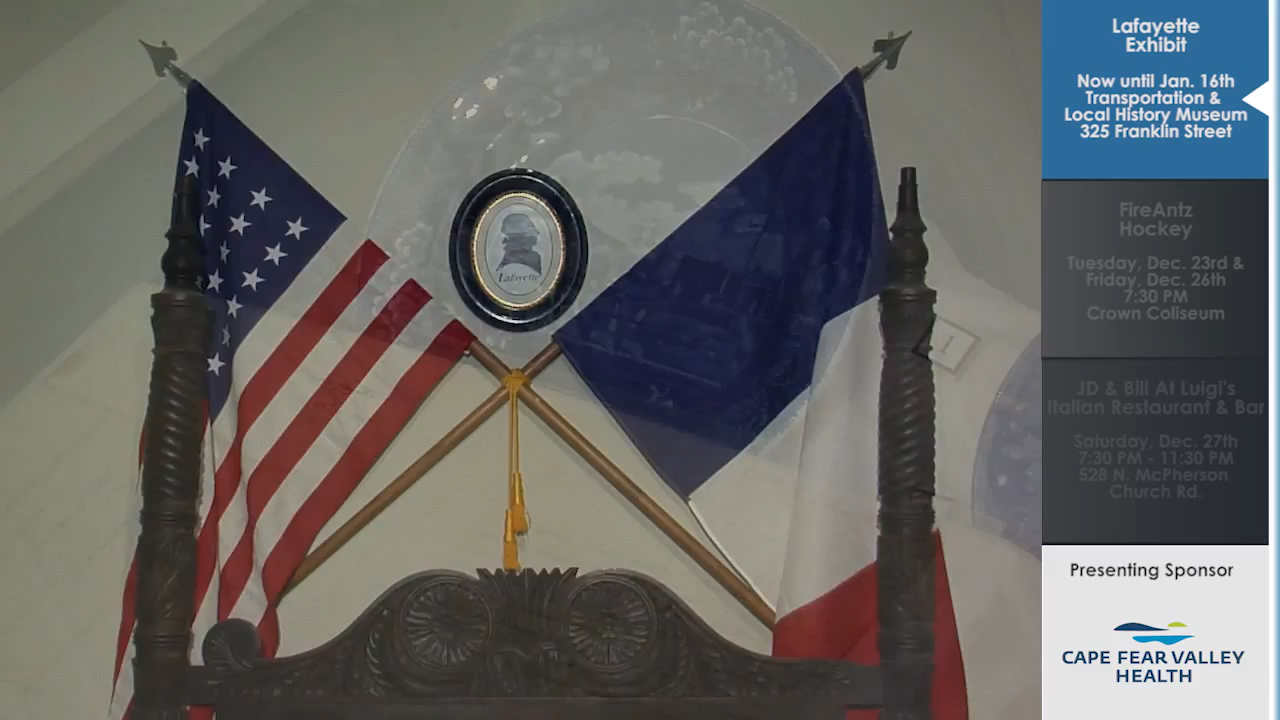 Lafayette
Lafayette
Exhibit
Now until Jan. 16th
Transportation &
Local History Museum
325 Franklin Street
FireAntz
Hockey
Tuesday, Dec. 23rd &
Friday, Dec. 26th
7:30 PM
Crown Coliseum
JD & Bill At Luigi's
Italian Restaurant & Bar
Saturday, Dec. 27th
7:30 PM - 11:30 PM
528 N. McPherson
Church Rd.
Presenting Sponsor
CAPE FEAR VALLEY
HEALTH
1